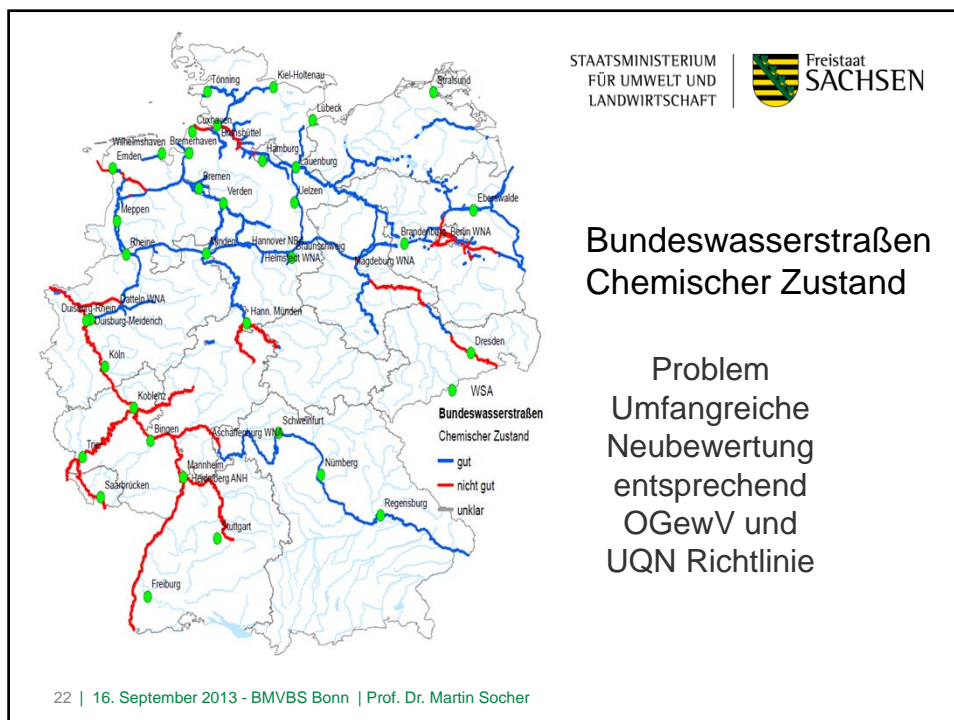 STAATSMINISTERIUM
FÜR UMWELT UND
LANDWIRTSCHAFT
Freistaat
SACHSEN
Bundeswasserstraßen
Chemischer Zustand
Problem
Umfangreiche
Neubewertung
entsprechend
OGewV und
UQN Richtlinie
Tönning
Kiel-Holtenau
Stralsund
Lübeck
Cuxhaven
Brunsbüttel
Wilhelmshaven
Bremerhaven
Hamburg
Emden
Lauenburg
Bremen
Verden
Uelzen
Eberswalde
Meppen
Rheine
Minden
Hannover NBA
Braunschweig
Helmstedt WNA
Magdeburg WNA
Brandenburg
Berlin WNA
Datteln WNA
Duisburg-Rhein
Duisburg-Meiderich
Hann. Münden
Dresden
Köln
Koblenz
Bingen
Aschaffenburg WNA
Schweinfurt
Trier
Mannheim
Heidelberg ANH
Nürnberg
Saarbrücken
Regensburg
Stuttgart
Freiburg
WSA
Bundeswasserstraßen
Chemischer Zustand
gut
nicht gut
unklar
22 | 16. September 2013 - BMVBS Bonn | Prof. Dr. Martin Socher